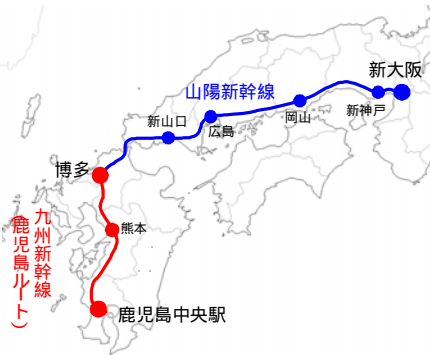 新大阪
山陽新幹線
新神戸
岡山
新山口
広島
博多
九州新幹線
(鹿児島ルート)
熊本
鹿児島中央駅